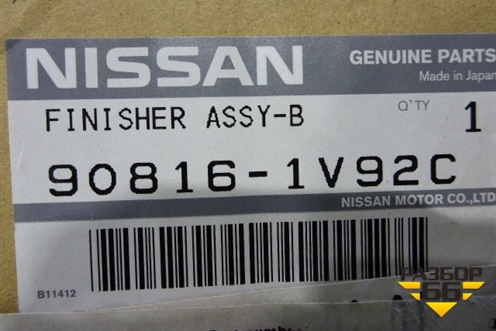 NISSAN
GENUINE PARTS
Made in Japan
FINISHER ASSY-B
Q'TY 1
90816-1V92C
NISSAN MOTOR CO.,LTD
B11412
РАЗБОР
66